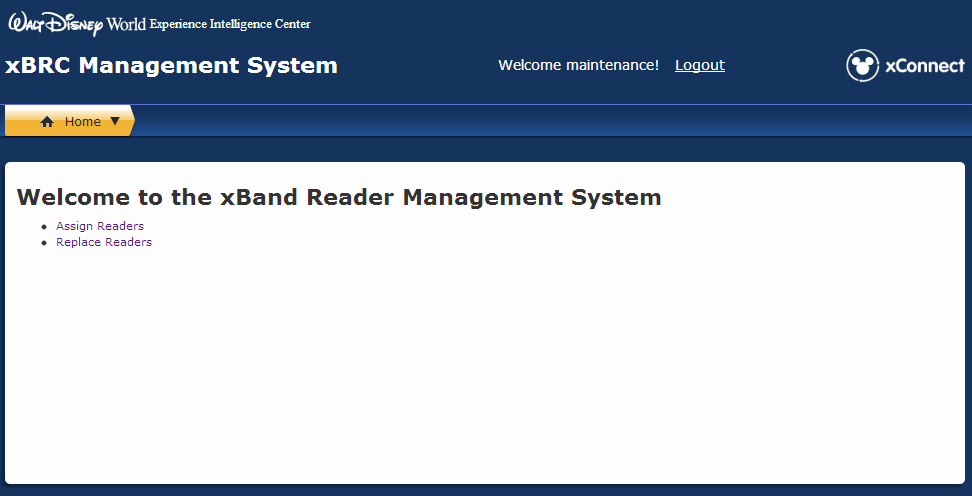 WALT DISNEY World Experience Intelligence Center
xBRC Management System
Welcome maintenance! Logout
xConnect
Home
Welcome to the xBand Reader Management System
Assign Readers
Replace Readers